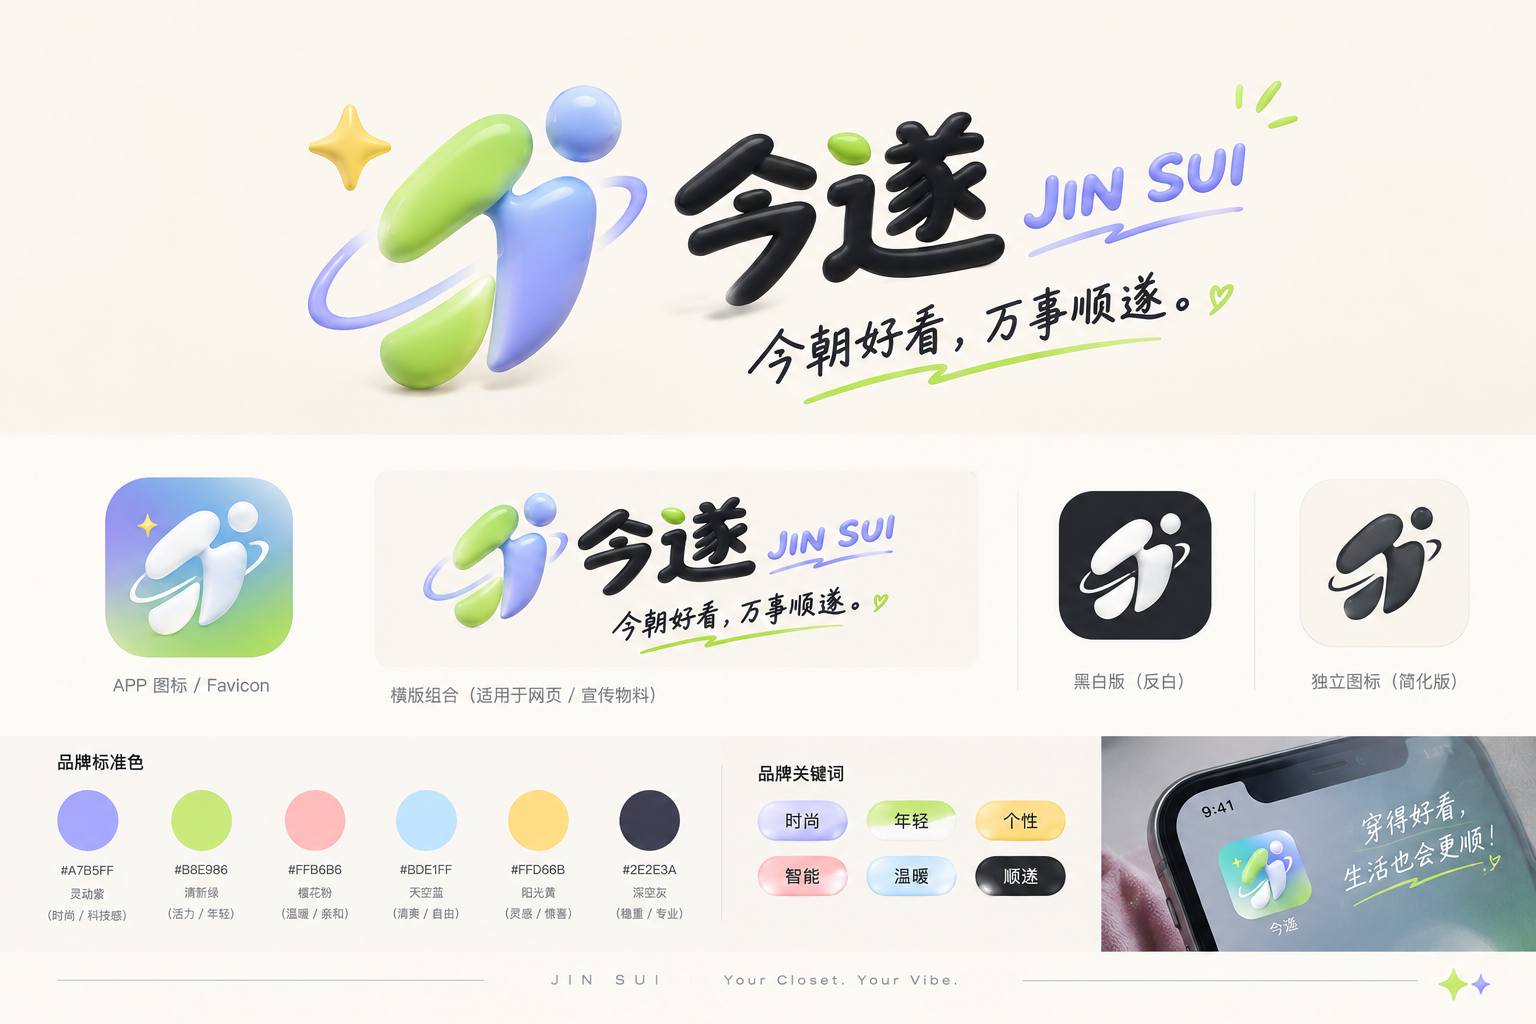 今遂
JIN SUI
今朝好看，万事顺遂。
今遂
JIN SUI
今朝好看，万事顺遂。
APP 图标 / Favicon
横版组合（适用于网页 / 宣传物料）
黑白版（反白）
独立图标（简化版）
品牌标准色
#A7B5FF
灵动紫
（时尚 / 科技感）
#B8E986
清新绿
（活力 / 年轻）
#FFB6B6
樱花粉
（温暖 / 亲和）
#BDE1FF
天空蓝
（清爽 / 自由）
#FFD66B
阳光黄
（灵感 / 惊喜）
#2E2E3A
深空灰
（稳重 / 专业）
品牌关键词
时尚
年轻
个性
智能
温暖
顺遂
9:41
穿得好看，
生活也会更顺！
今遂
JIN SUI
Your Closet. Your Vibe.